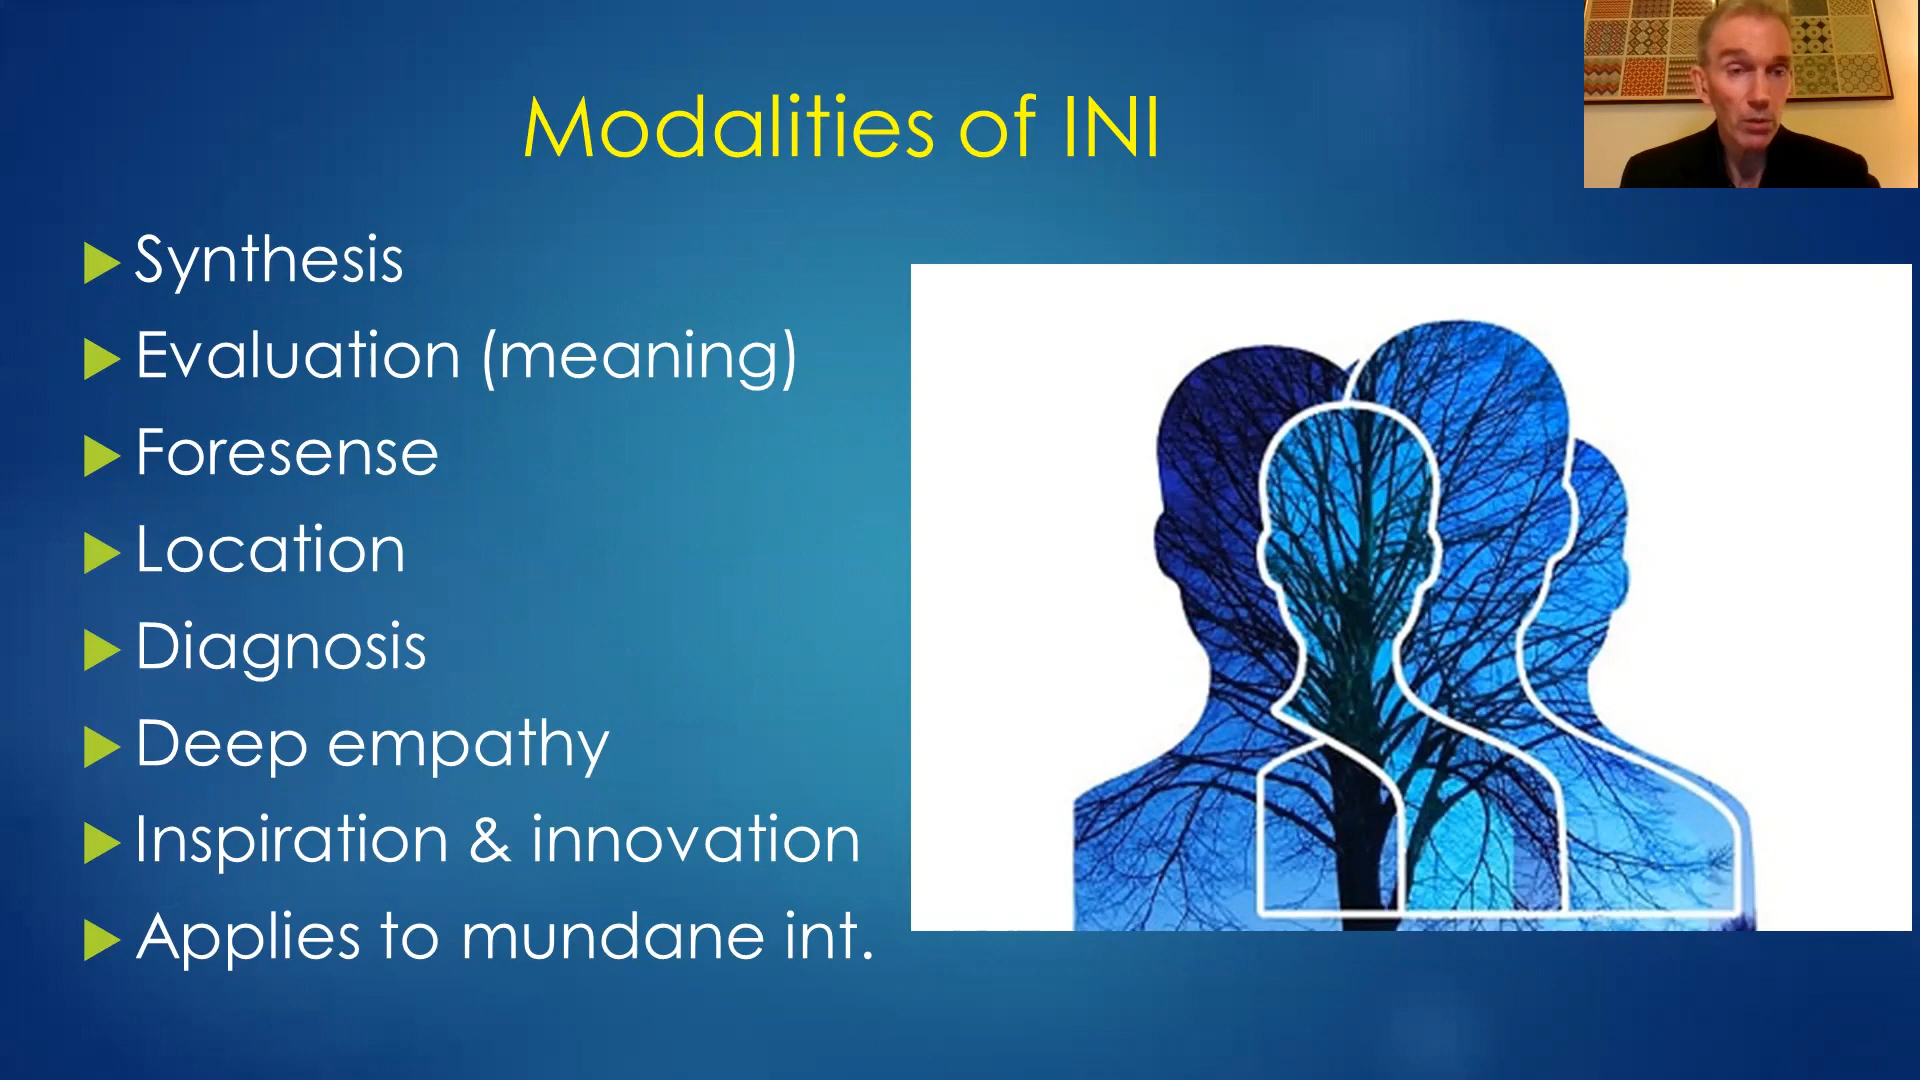 Modalities of INI
Synthesis
Evaluation (meaning)
Foresense
Location
Diagnosis
Deep empathy
Inspiration & innovation
Applies to mundane int.